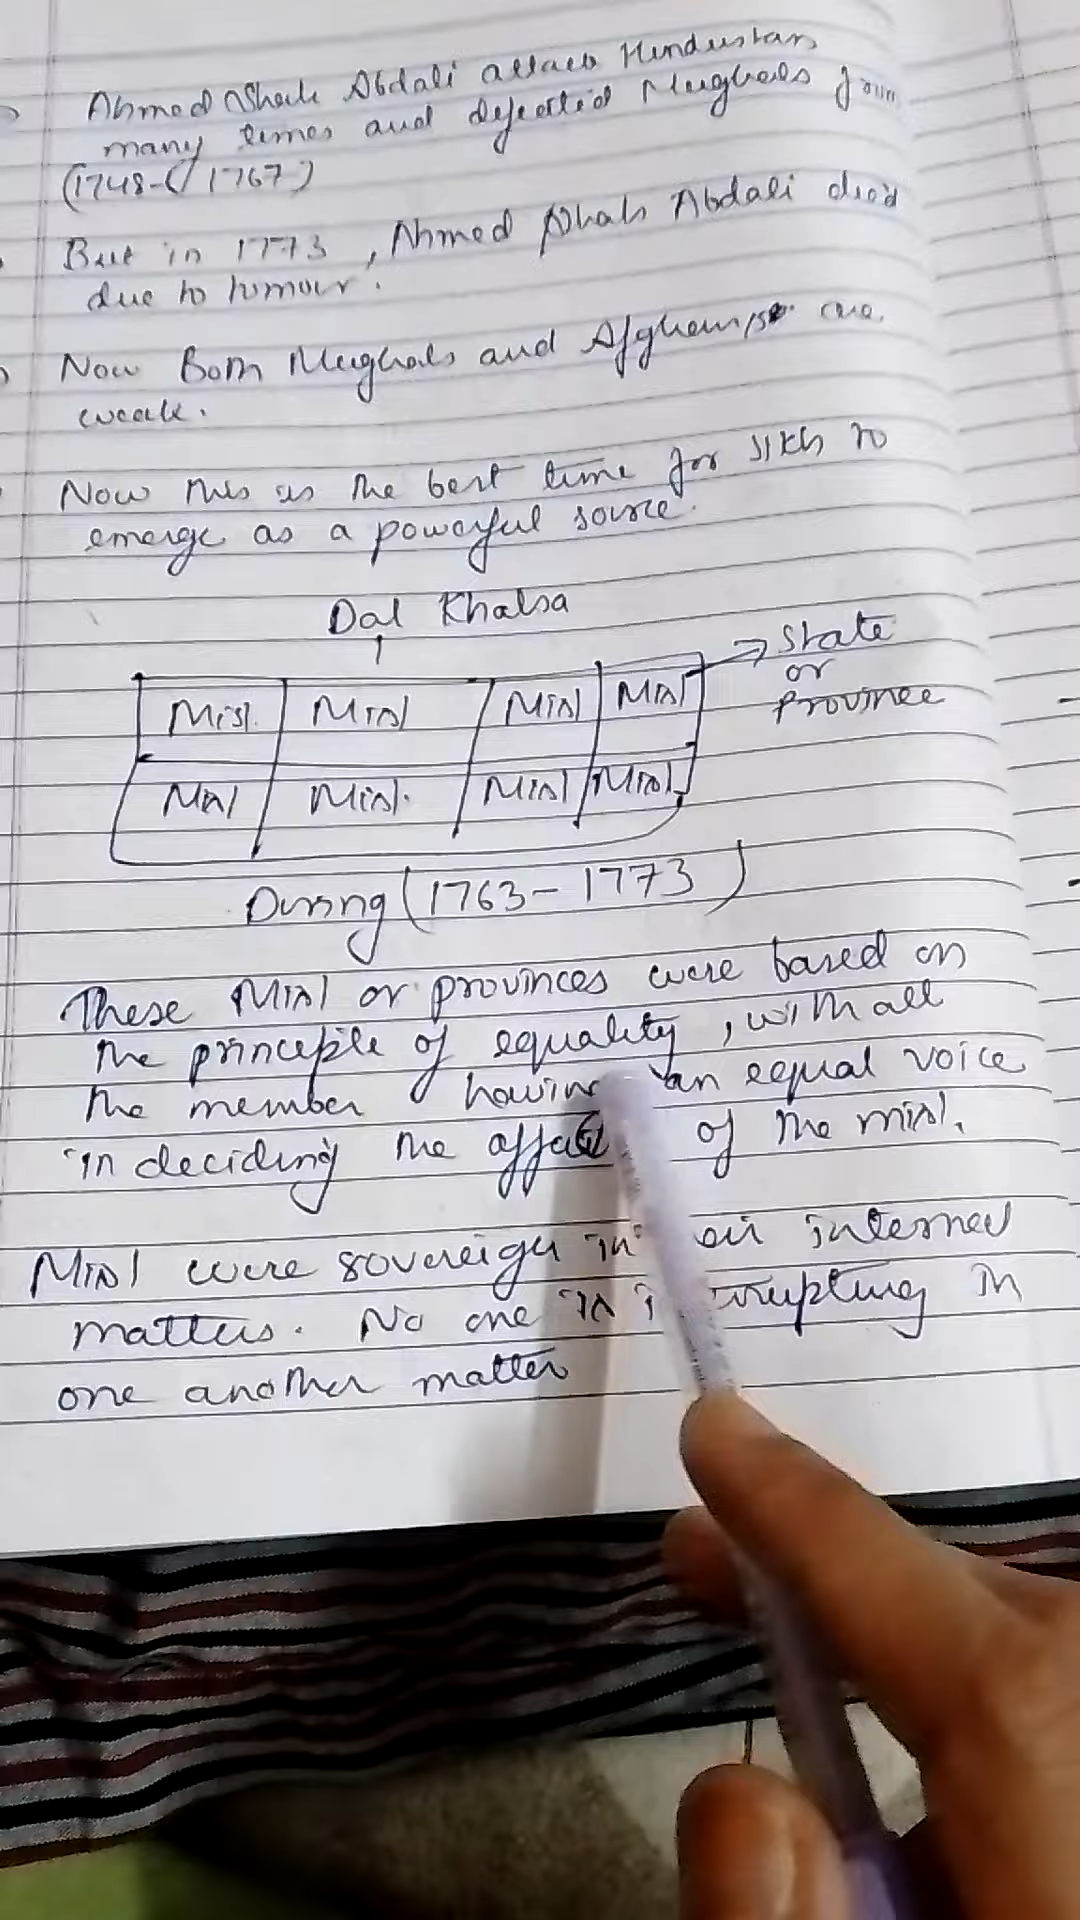 Ahmed Shah Abdali attack Hindustan
many times and defeated Mughals from
(1748-1767)
But in 1773, Ahmed Shah Abdali died
due to tumour.
Now Both Mughals and Afghanis are
weak.
Now this is the best time for sikh to
emerge as a powerful source.
Dal Khalsa
State
or
Province
Misl. Misl Misl Misl
Misl Misl. Misl Misl
During (1763-1773)
These Misl or provinces were based on
the principle of equality, with all
the member having an equal voice
in deciding the of the misl.
Misl were sovereign in internal
matters. No one is in
one another matter